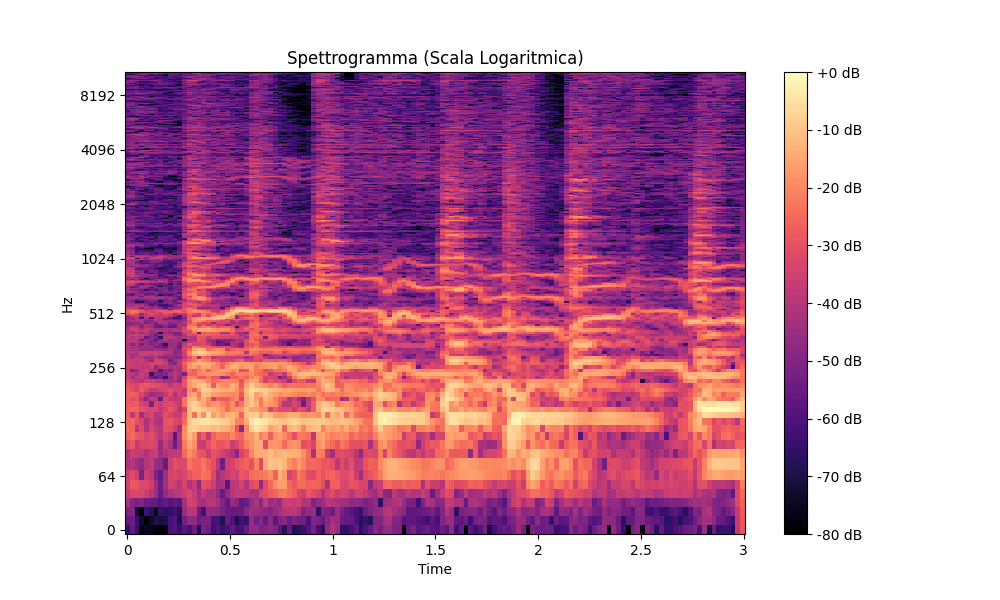 Spettrogramma (Scala Logaritmica)
8192
4096
2048
1024
512
256
128
64
0
Hz
0
0.5
1
1.5
2
2.5
3
Time
+0 dB
-10 dB
-20 dB
-30 dB
-40 dB
-50 dB
-60 dB
-70 dB
-80 dB